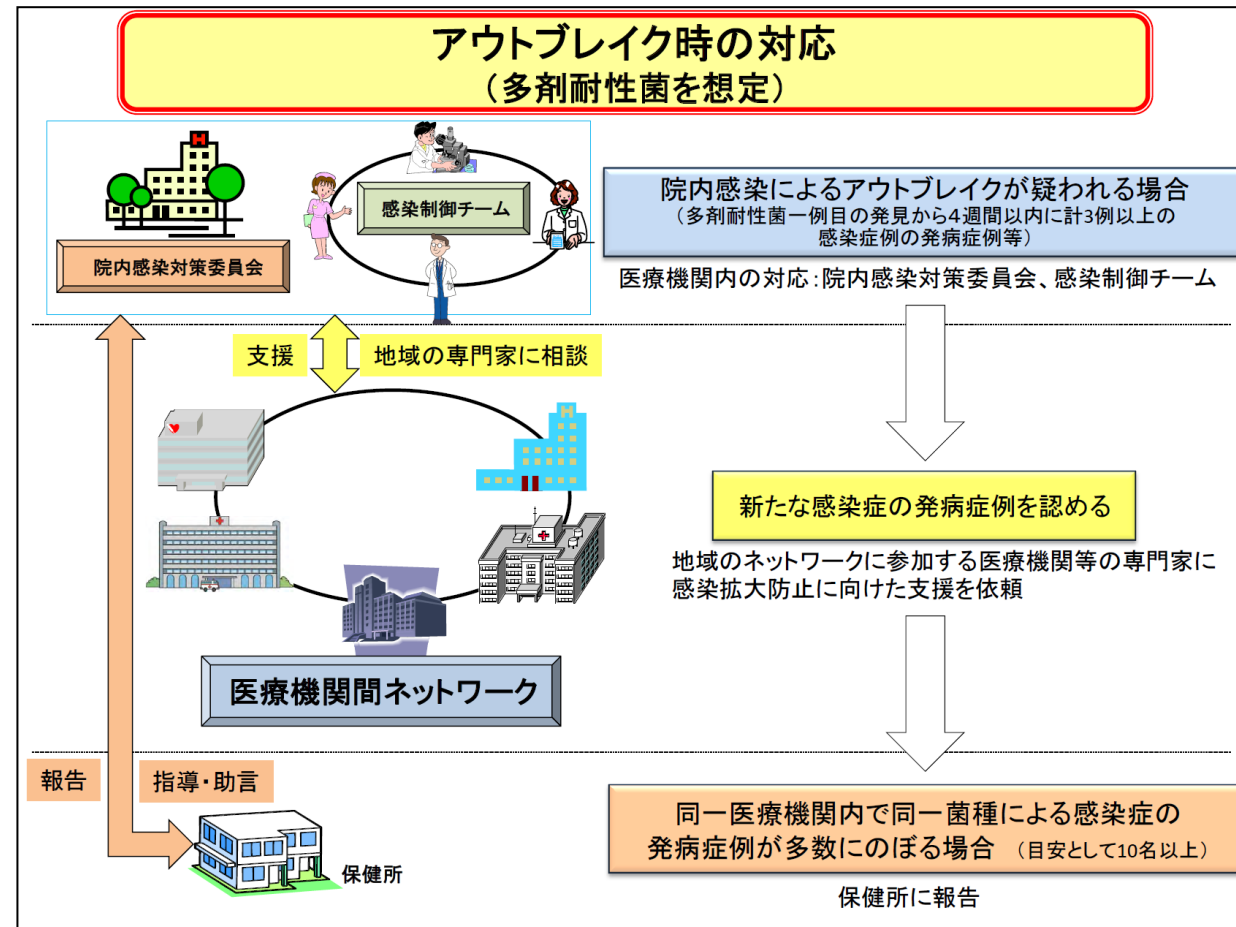 アウトブレイク時の対応
（多剤耐性菌を想定）
H
感染制御チーム
院内感染対策委員会
院内感染によるアウトブレイクが疑われる場合
（多剤耐性菌一例目の発見から4週間以内に計3例以上の
感染症例の発病症例等）
医療機関内の対応：院内感染対策委員会、感染制御チーム
支援
地域の専門家に相談
H
新たな感染症の発病症例を認める
地域のネットワークに参加する医療機関等の専門家に
感染拡大防止に向けた支援を依頼
医療機関間ネットワーク
報告
指導・助言
保健所
同一医療機関内で同一菌種による感染症の
発病症例が多数にのぼる場合 （目安として10名以上）
保健所に報告